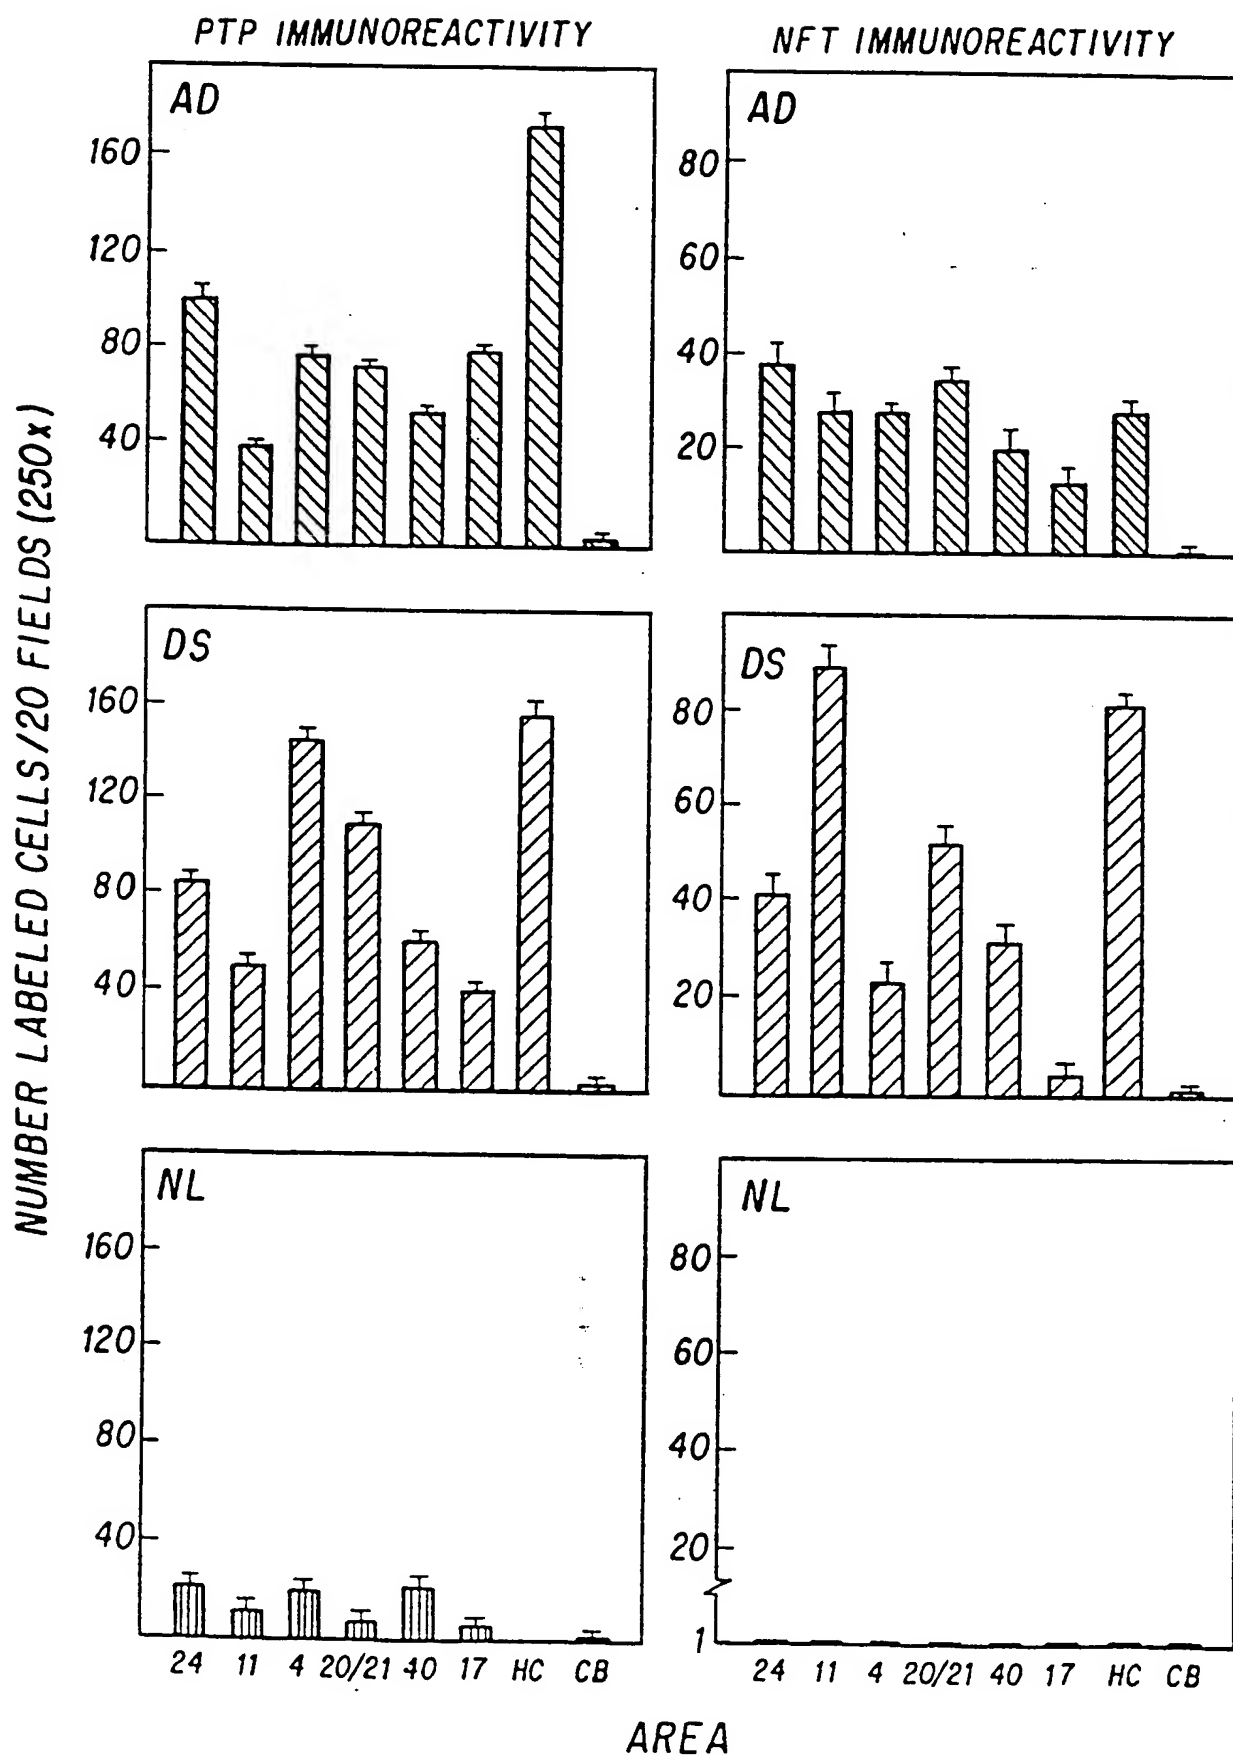 PTP IMMUNOREACTIVITY
NFT IMMUNOREACTIVITY
NUMBER LABELED CELLS/20 FIELDS (250x)
AD
160
120
80
40
AD
80
60
40
20
DS
160
120
80
40
DS
80
60
40
20
NL
160
120
80
40
24 11 4 20/21 40 17 HC CB
NL
80
60
40
20
1
24 11 4 20/21 40 17 HC CB
AREA